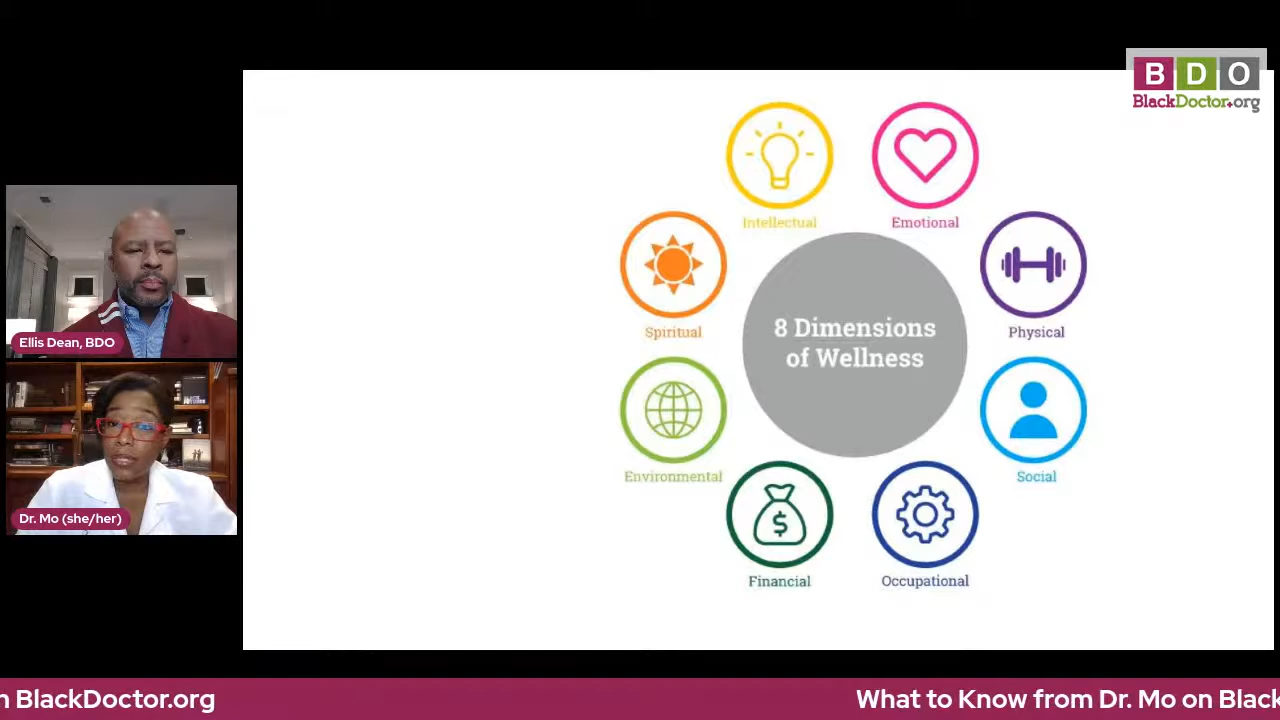 B D O
BlackDoctor.org
Intellectual
Emotional
Spiritual
Physical
8 Dimensions
of Wellness
Environmental
Social
Financial
Occupational
$
Ellis Dean, BDO
Dr. Mo (she/her)
n BlackDoctor.org
What to Know from Dr. Mo on Black